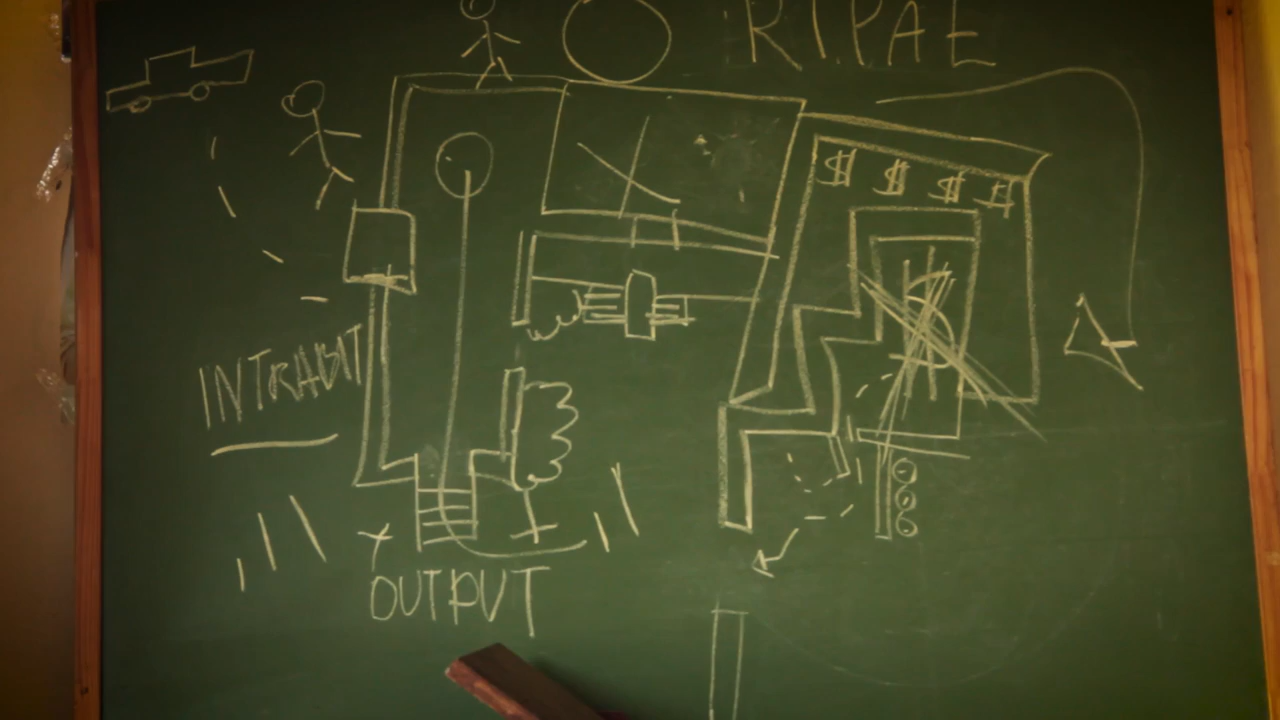 RIPAE
$ $ $ $
INTRABIT
OUTPUT